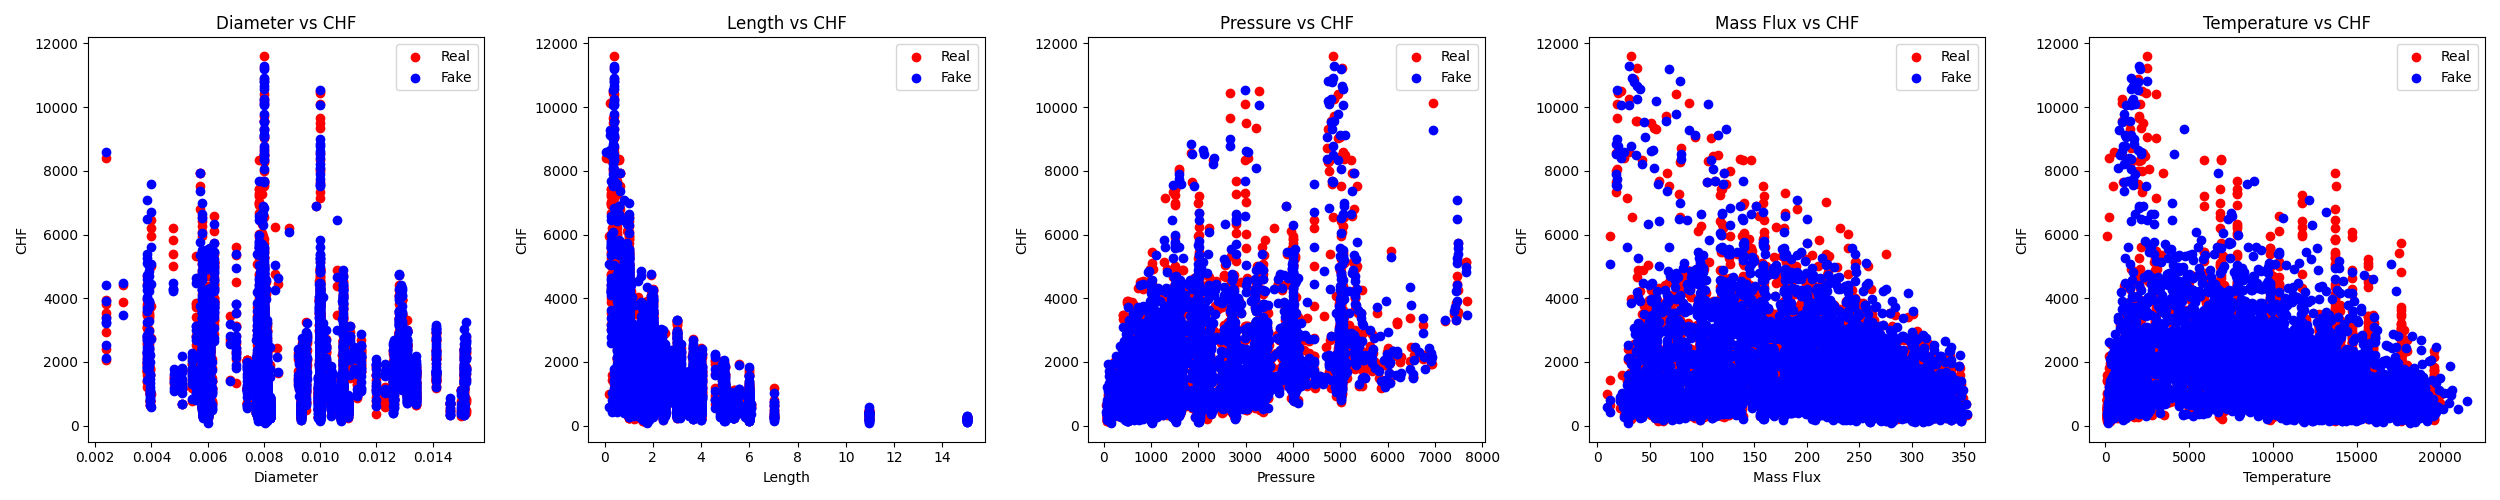 Diameter vs CHF
12000
10000
8000
6000
4000
2000
0
CHF
0.002 0.004 0.006 0.008 0.010 0.012 0.014
Diameter
Real
Fake
Length vs CHF
12000
10000
8000
6000
4000
2000
0
CHF
0 2 4 6 8 10 12 14
Length
Real
Fake
Pressure vs CHF
12000
10000
8000
6000
4000
2000
0
CHF
0 1000 2000 3000 4000 5000 6000 7000 8000
Pressure
Real
Fake
Mass Flux vs CHF
12000
10000
8000
6000
4000
2000
0
CHF
0 50 100 150 200 250 300 350
Mass Flux
Real
Fake
Temperature vs CHF
12000
10000
8000
6000
4000
2000
0
CHF
0 5000 10000 15000 20000
Temperature
Real
Fake